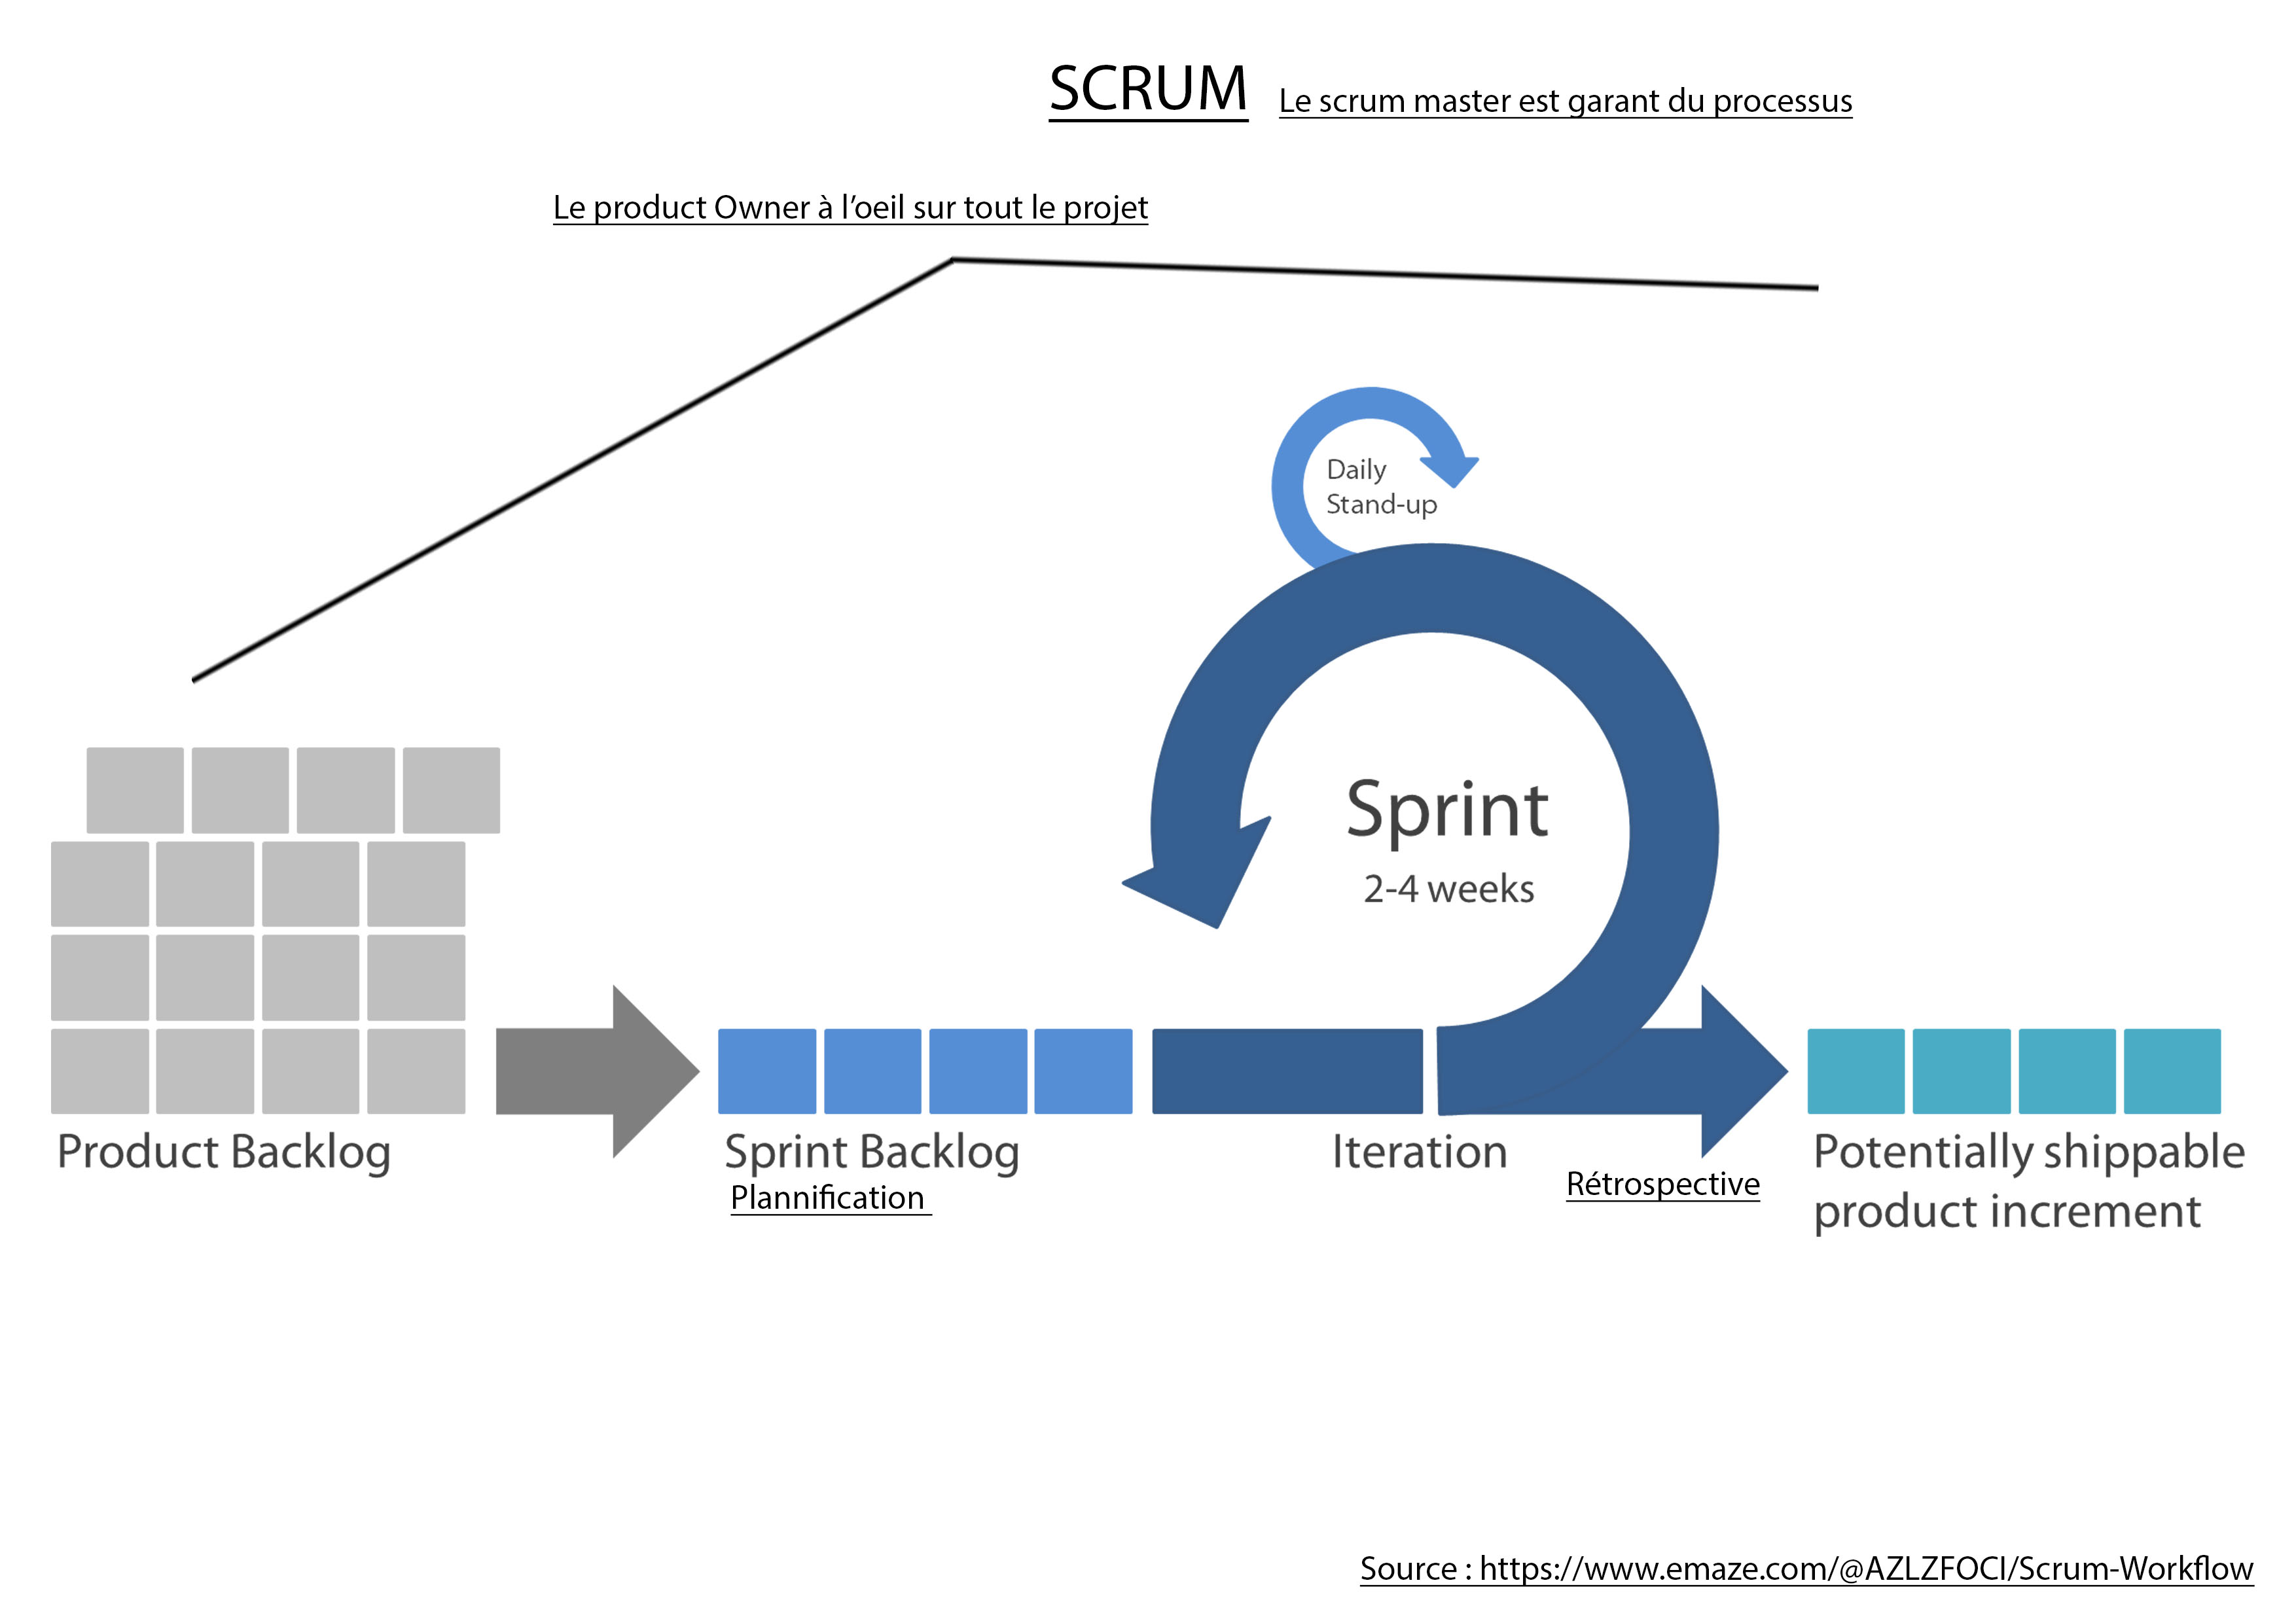 SCRUM
Le scrum master est garant du processus
Le product Owner à l'oeil sur tout le projet
Daily
Stand-up
Sprint
2-4 weeks
Product Backlog
Sprint Backlog
Plannification
Iteration
Rétrospective
Potentially shippable
product increment
Source : https://www.emaze.com/@AZLZFOCI/Scrum-Workflow